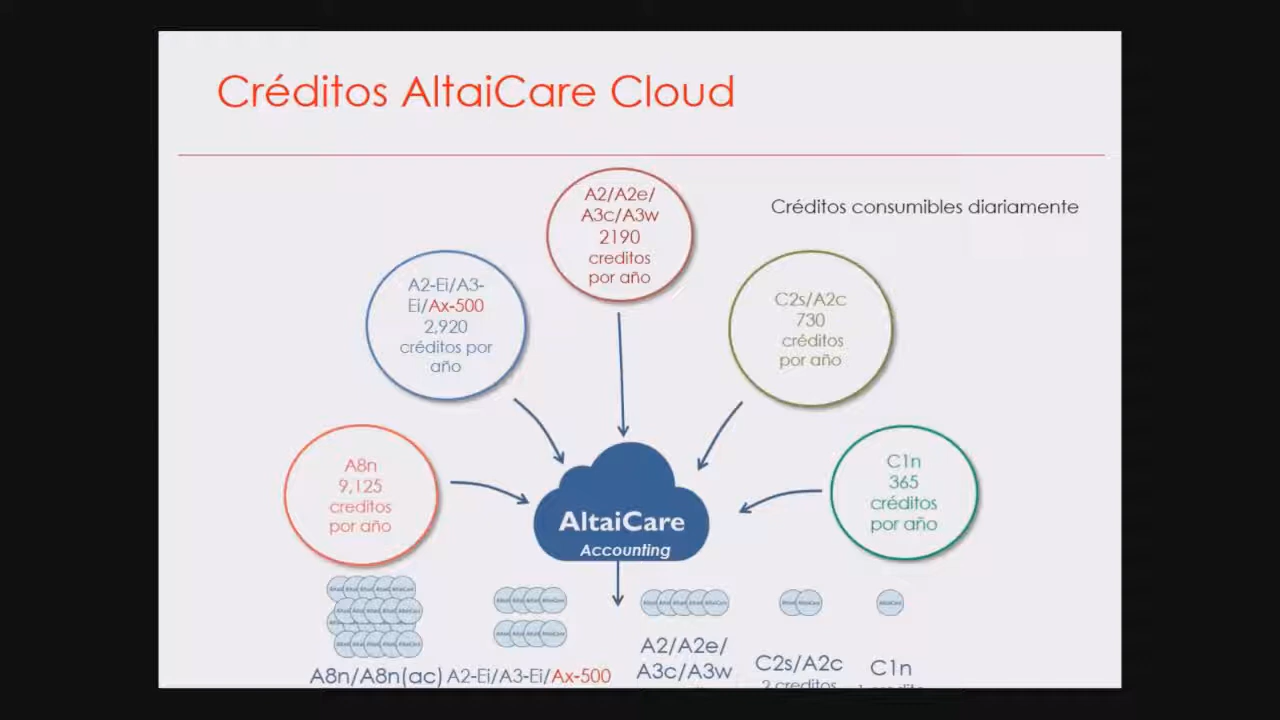 Créditos AltaiCare Cloud
A2/A2e/
A3c/A3w
2190
creditos
por año
Créditos consumibles diariamente
A2-Ei/A3-
Ei/Ax-500
2,920
créditos por
año
C2s/A2c
730
créditos
por año
A8n
9,125
creditos
por año
C1n
365
créditos
por año
AltaiCare
Accounting
A8n/A8n(ac)
A2-Ei/A3-Ei/Ax-500
A2/A2e/
A3c/A3w
C2s/A2c
2 creditos
C1n